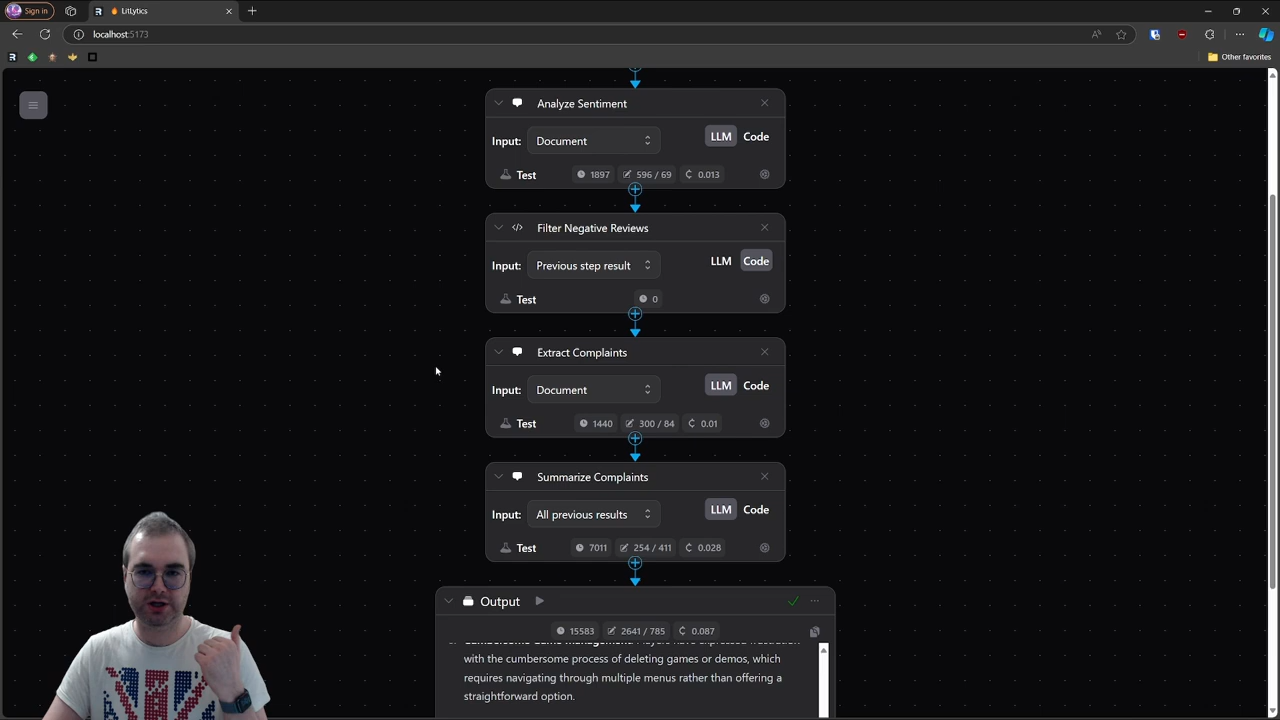 Sign in
LitLytics
localhost:5173
Other favorites
Analyze Sentiment
Input: Document LLM Code
Test 1897 596 / 69 0.013
Filter Negative Reviews
Input: Previous step result LLM Code
Test 0
Extract Complaints
Input: Document LLM Code
Test 1440 300 / 84 0.01
Summarize Complaints
Input: All previous results LLM Code
Test 7011 254 / 411 0.028
Output
15583 2641 / 785 0.087
with the cumbersome process of deleting games or demos, which
requires navigating through multiple menus rather than offering a
straightforward option.